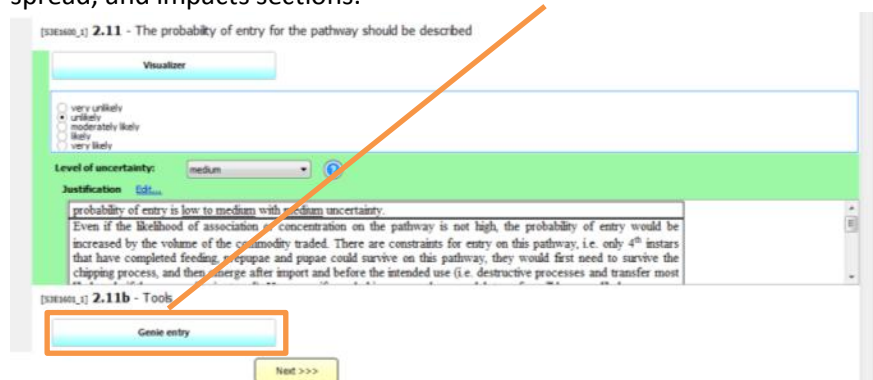 spread, and impacts sections.
[S3E1600_1] 2.11 - The probability of entry for the pathway should be described
Visualizer
very unlikely
unlikely
moderately likely
likely
very likely
Level of uncertainty:
medium
Justification Edit...
probability of entry is low to medium with medium uncertainty.
Even if the likelihood of association or concentration on the pathway is not high, the probability of entry would be
increased by the volume of the commodity traded. There are constraints for entry on this pathway, i.e. only 4th instars
that have completed feeding, prepupae and pupae could survive on this pathway, they would first need to survive the
chipping process, and then emerge after import and before the intended use (i.e. destructive processes and transfer most
[S3E1601_1] 2.11b - Tools
Genie entry
Next >>>